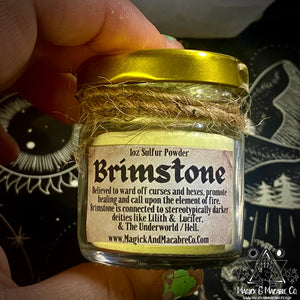 1oz Sulfur Powder
Brimstone
Believed to ward off curses and hexes, promote
healing and call upon the element of fire.
Brimstone is connected to stereotypically darker
deities like Lilith & Lucifer.
& The Underworld / Hell.
www.MagickAndMacabreCo.Com
Magick & Macabre Co